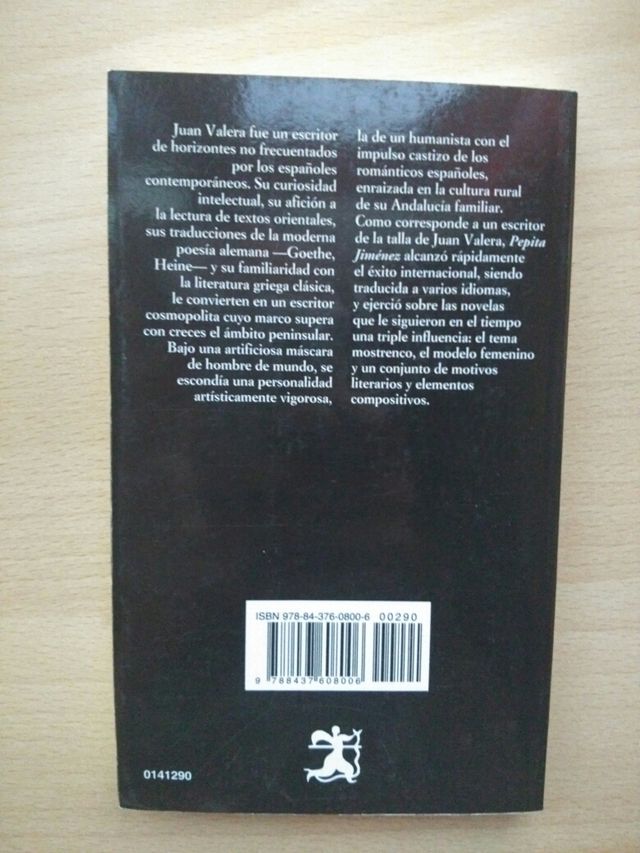 Juan Valera fue un escritor
de horizontes no frecuentados
por los españoles
contemporáneos. Su curiosidad
intelectual, su afición a
la lectura de textos orientales,
sus traducciones de la moderna
poesía alemana —Goethe,
Heine— y su familiaridad con
la literatura griega clásica,
le convierten en un escritor
cosmopolita cuyo marco supera
con creces el ámbito peninsular.
Bajo una artificiosa máscara
de hombre de mundo, se
escondía una personalidad
artísticamente vigorosa,
la de un humanista con el
impulso castizo de los
románticos españoles,
enraizada en la cultura rural
de su Andalucía familiar.
Como corresponde a un escritor
de la talla de Juan Valera, Pepita
Jiménez alcanzó rápidamente
el éxito internacional, siendo
traducida a varios idiomas,
y ejerció sobre las novelas
que le siguieron en el tiempo
una triple influencia: el tema
mostrenco, el modelo femenino
y un conjunto de motivos
literarios y elementos
compositivos.
ISBN 978-84-376-0800-6
00290
9 788437 608006
0141290